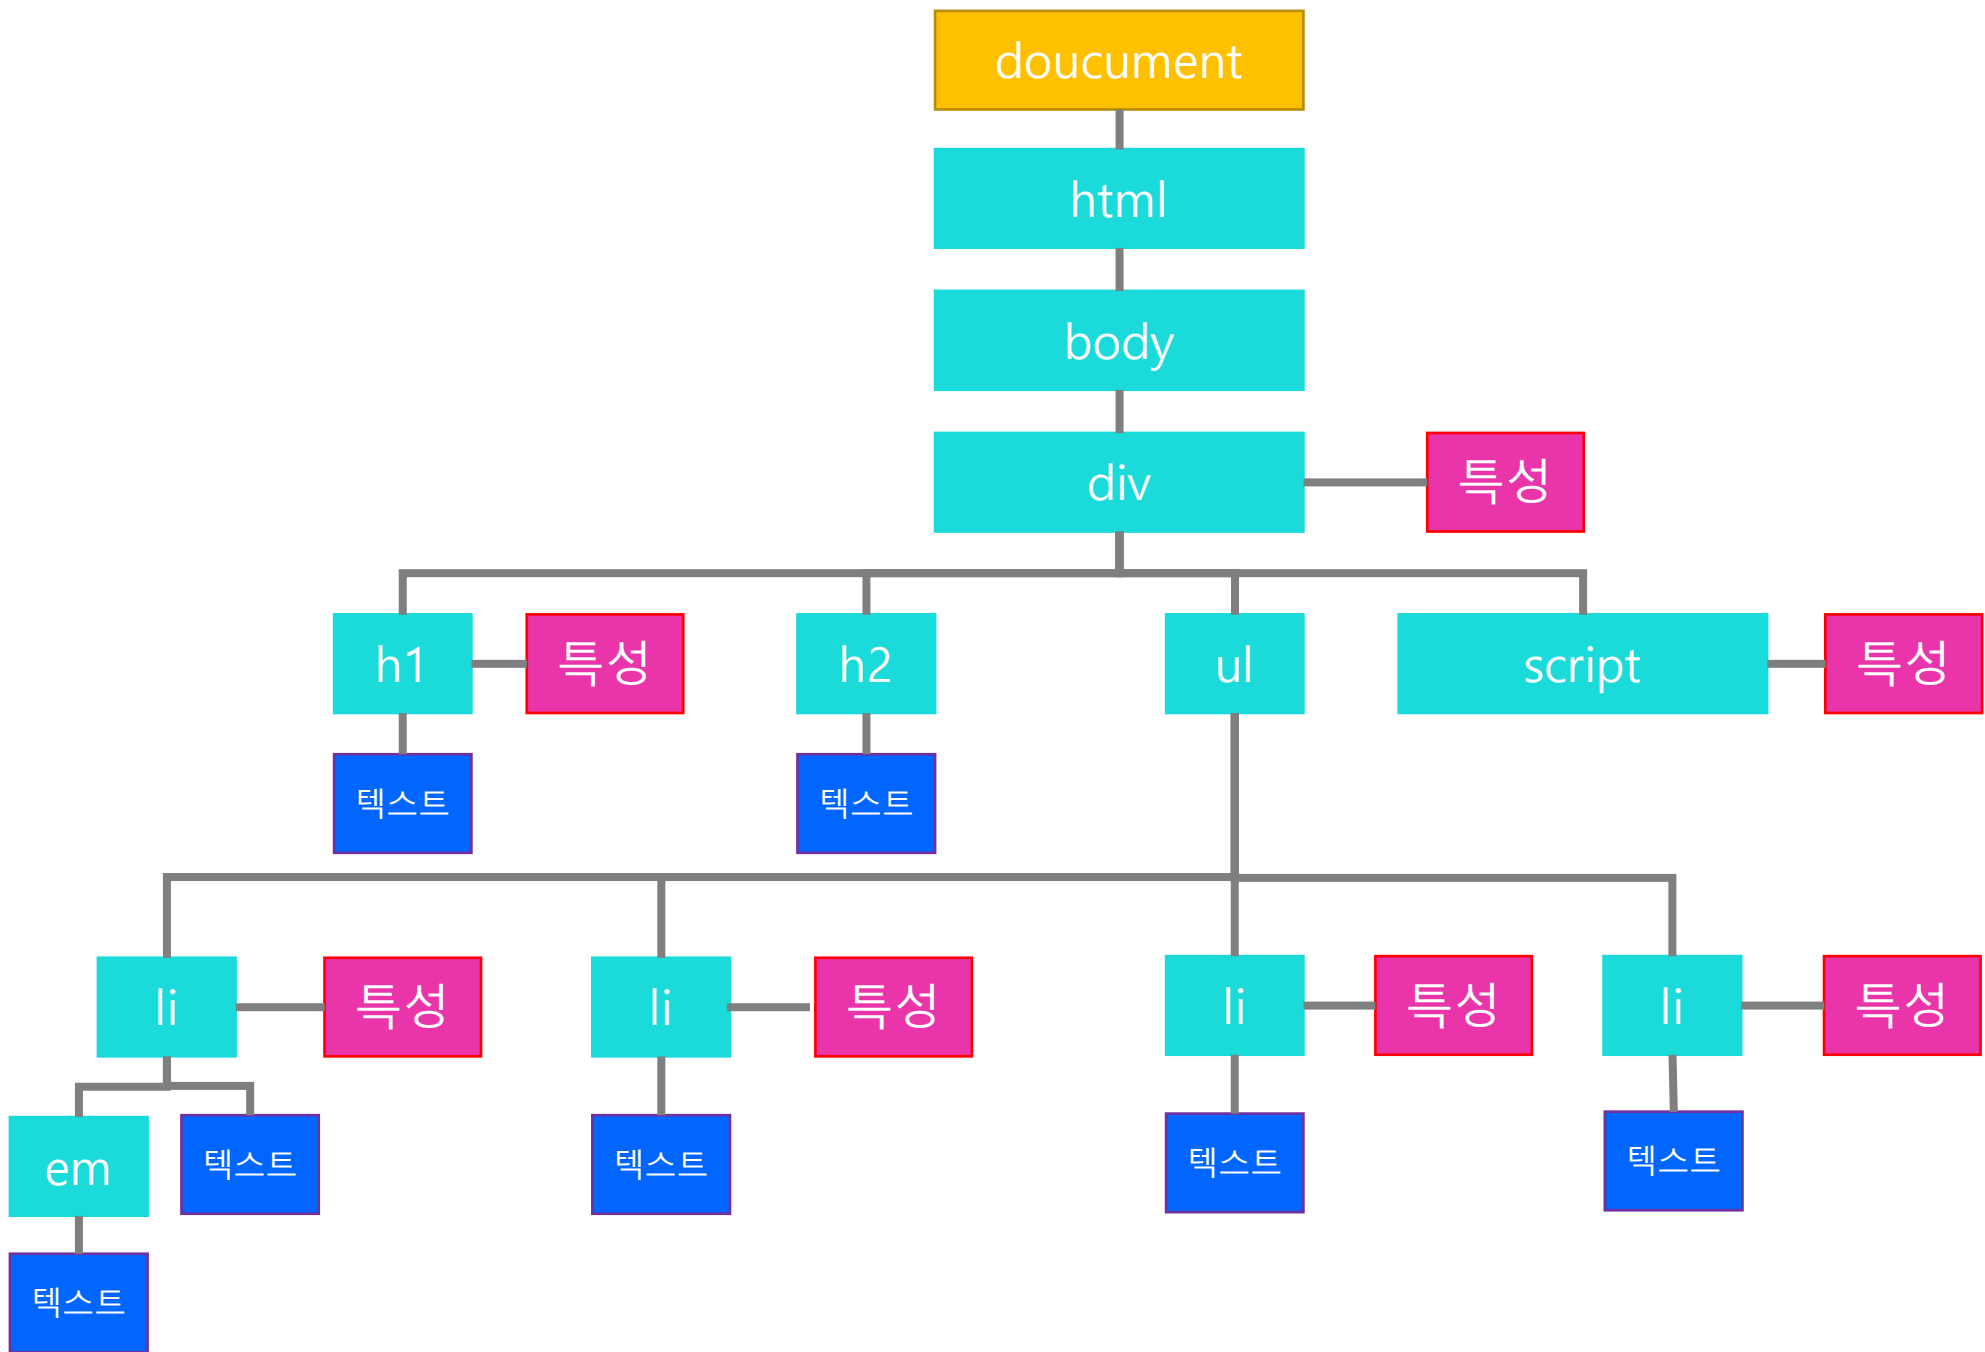 doucument
html
body
div
특성
h1
특성
h2
ul
script
특성
텍스트
텍스트
li
특성
li
특성
li
특성
li
특성
em
텍스트
텍스트
텍스트
텍스트
텍스트